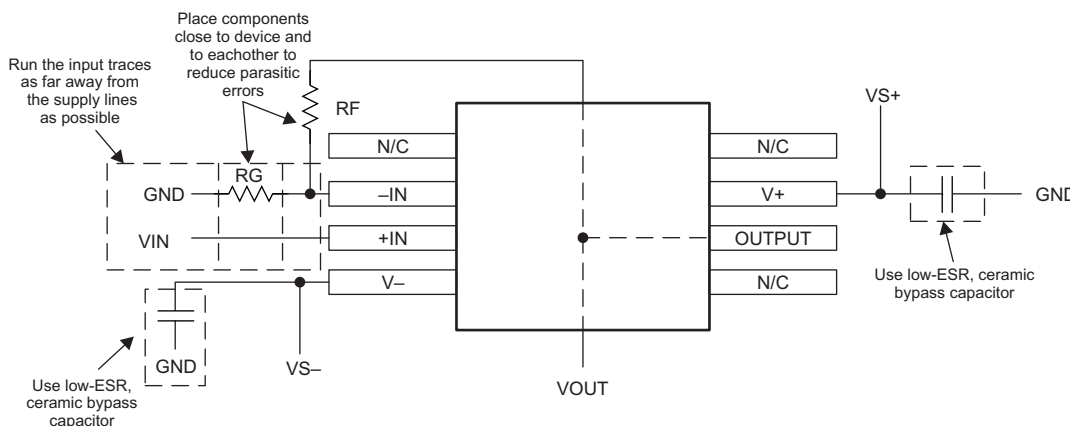 Place components
close to device and
to eachother to
reduce parasitic
errors
Run the input traces
as far away from
the supply lines
as possible
RF
VS+
N/C
N/C
RG
GND
–IN
V+
GND
VIN
+IN
OUTPUT
V–
N/C
Use low-ESR, ceramic
bypass capacitor
GND
VS–
VOUT
Use low-ESR,
ceramic bypass
capacitor